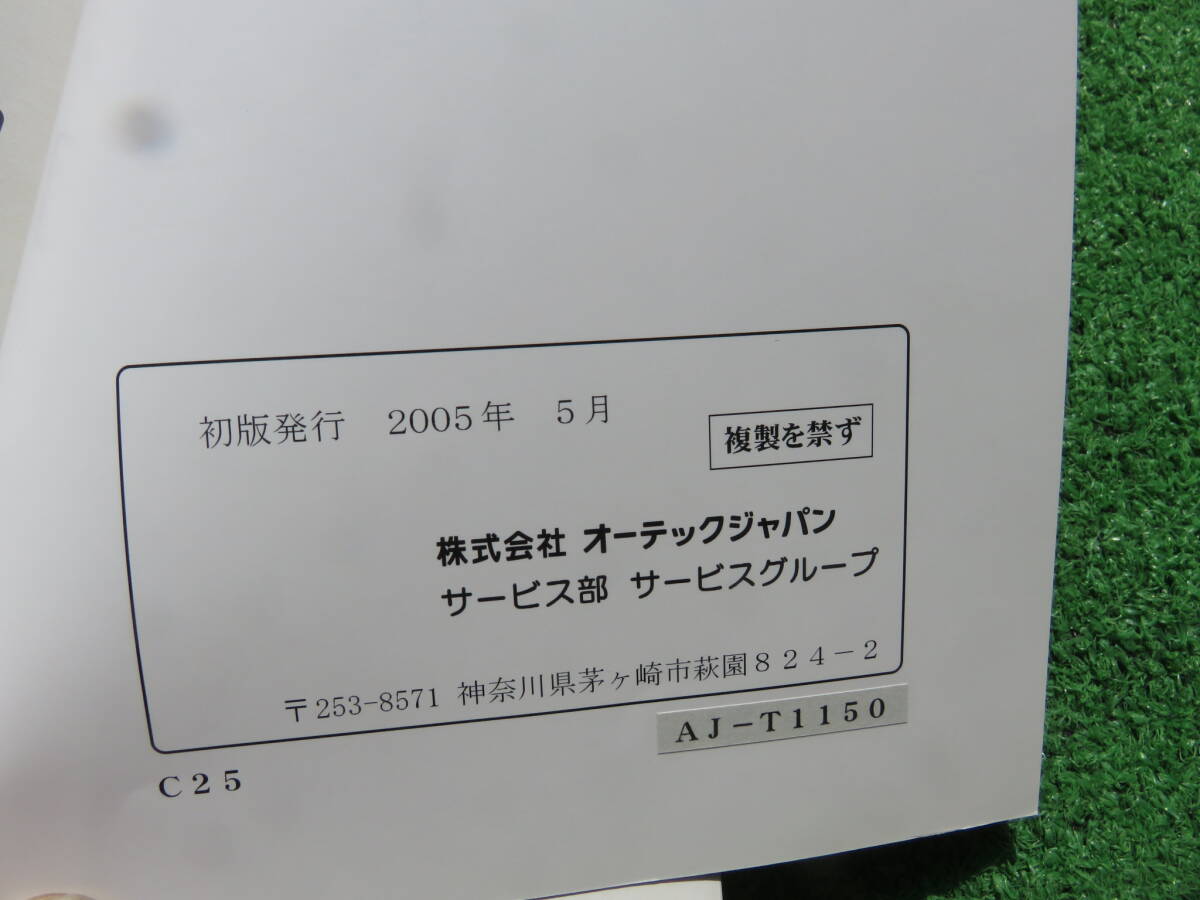 初版発行 2005年 5月
複製を禁ず
株式会社 オーテックジャパン
サービス部 サービスグループ
〒253-8571 神奈川県茅ヶ崎市萩園824-2
AJ-T1150
C25